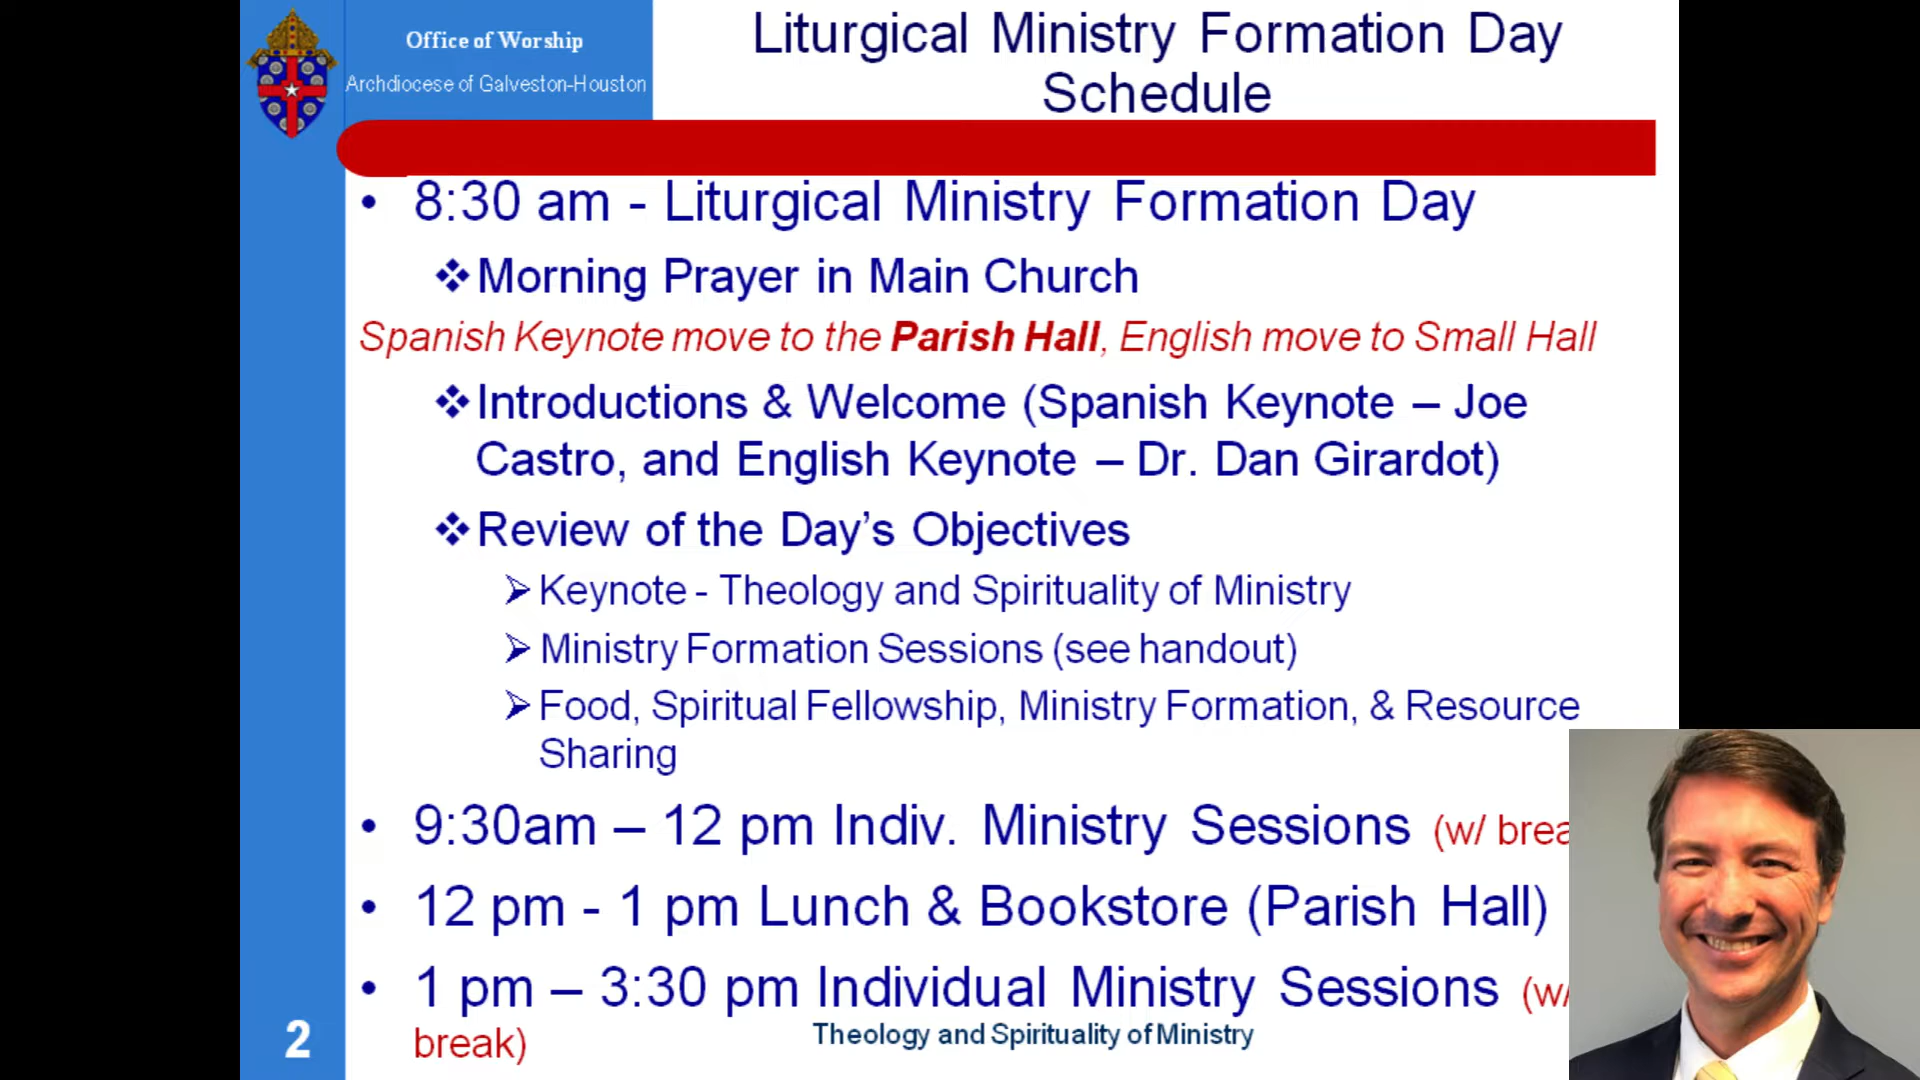 Office of Worship
Archdiocese of Galveston-Houston
Liturgical Ministry Formation Day
Schedule
• 8:30 am - Liturgical Ministry Formation Day
❖Morning Prayer in Main Church
Spanish Keynote move to the Parish Hall, English move to Small Hall
❖Introductions & Welcome (Spanish Keynote – Joe
Castro, and English Keynote – Dr. Dan Girardot)
❖Review of the Day’s Objectives
➢Keynote - Theology and Spirituality of Ministry
➢Ministry Formation Sessions (see handout)
➢Food, Spiritual Fellowship, Ministry Formation, & Resource
Sharing
• 9:30am – 12 pm Indiv. Ministry Sessions (w/ brea
• 12 pm - 1 pm Lunch & Bookstore (Parish Hall)
• 1 pm – 3:30 pm Individual Ministry Sessions (w/
break)
Theology and Spirituality of Ministry
2